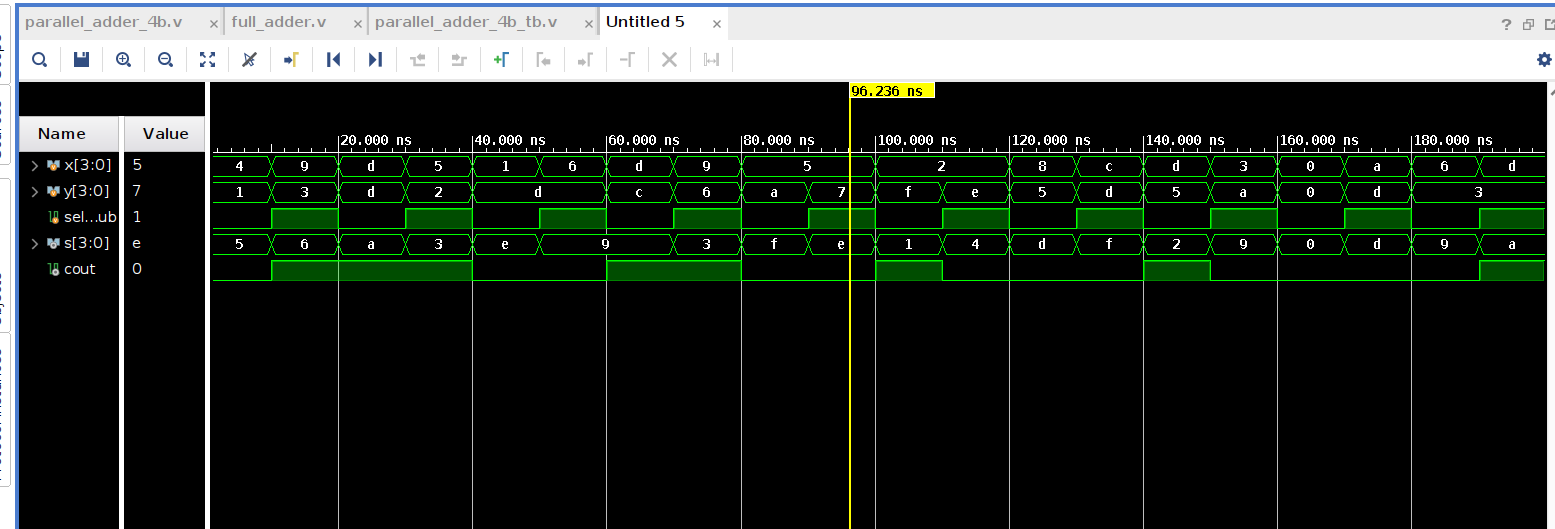 parallel_adder_4b.v × full_adder.v × parallel_adder_4b_tb.v × Untitled 5 ×
?
96.236 ns
Name Value
20.000 ns 40.000 ns 60.000 ns 80.000 ns 100.000 ns 120.000 ns 140.000 ns 160.000 ns 180.000 ns
x[3:0] 5 4 9 d 5 1 6 d 9 5 2 8 c d 3 0 a 6 d
y[3:0] 7 1 3 d 2 d c 6 a 7 f e 5 d 5 a 0 d 3
sel...ub 1
s[3:0] e 5 6 a 3 e 9 3 f e 1 4 d f 2 9 0 d 9 a
cout 0